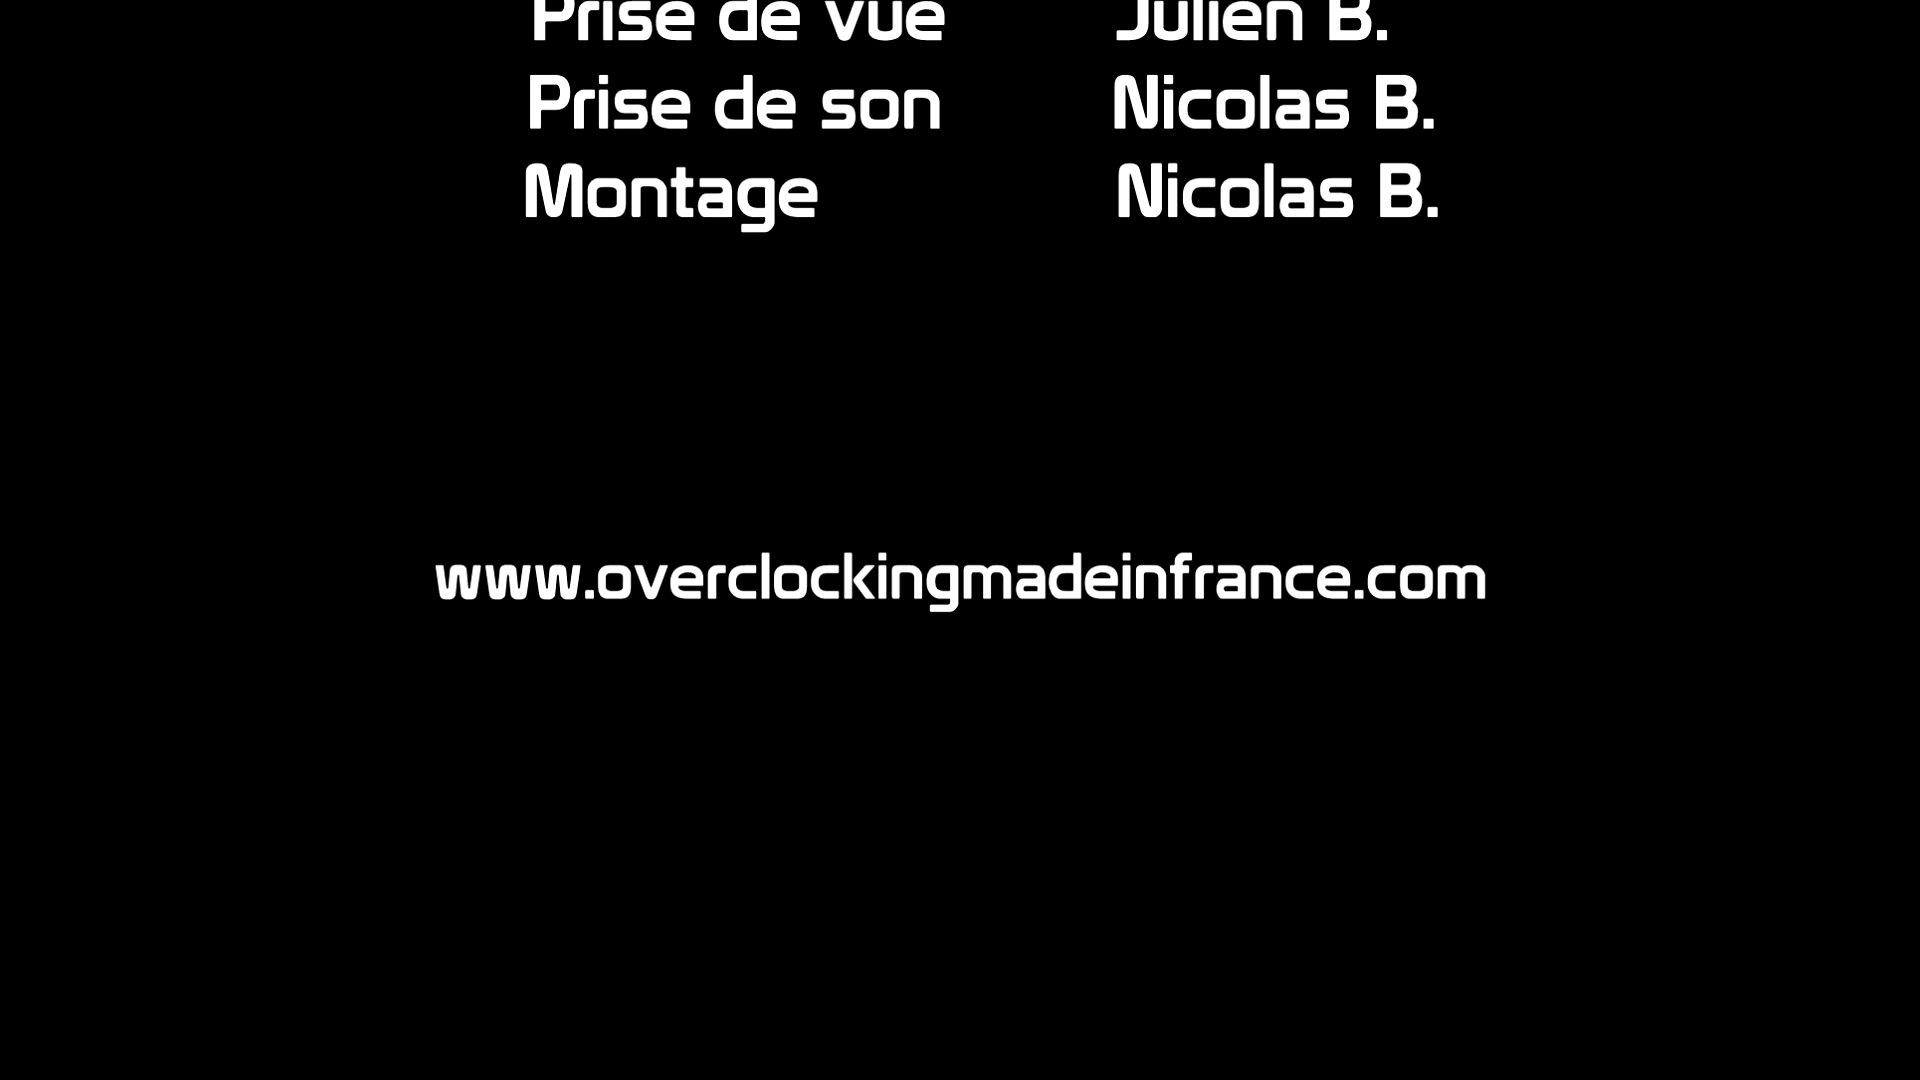 Prise de vue Julien B.
Prise de son Nicolas B.
Montage Nicolas B.
www.overclockingmadeinfrance.com